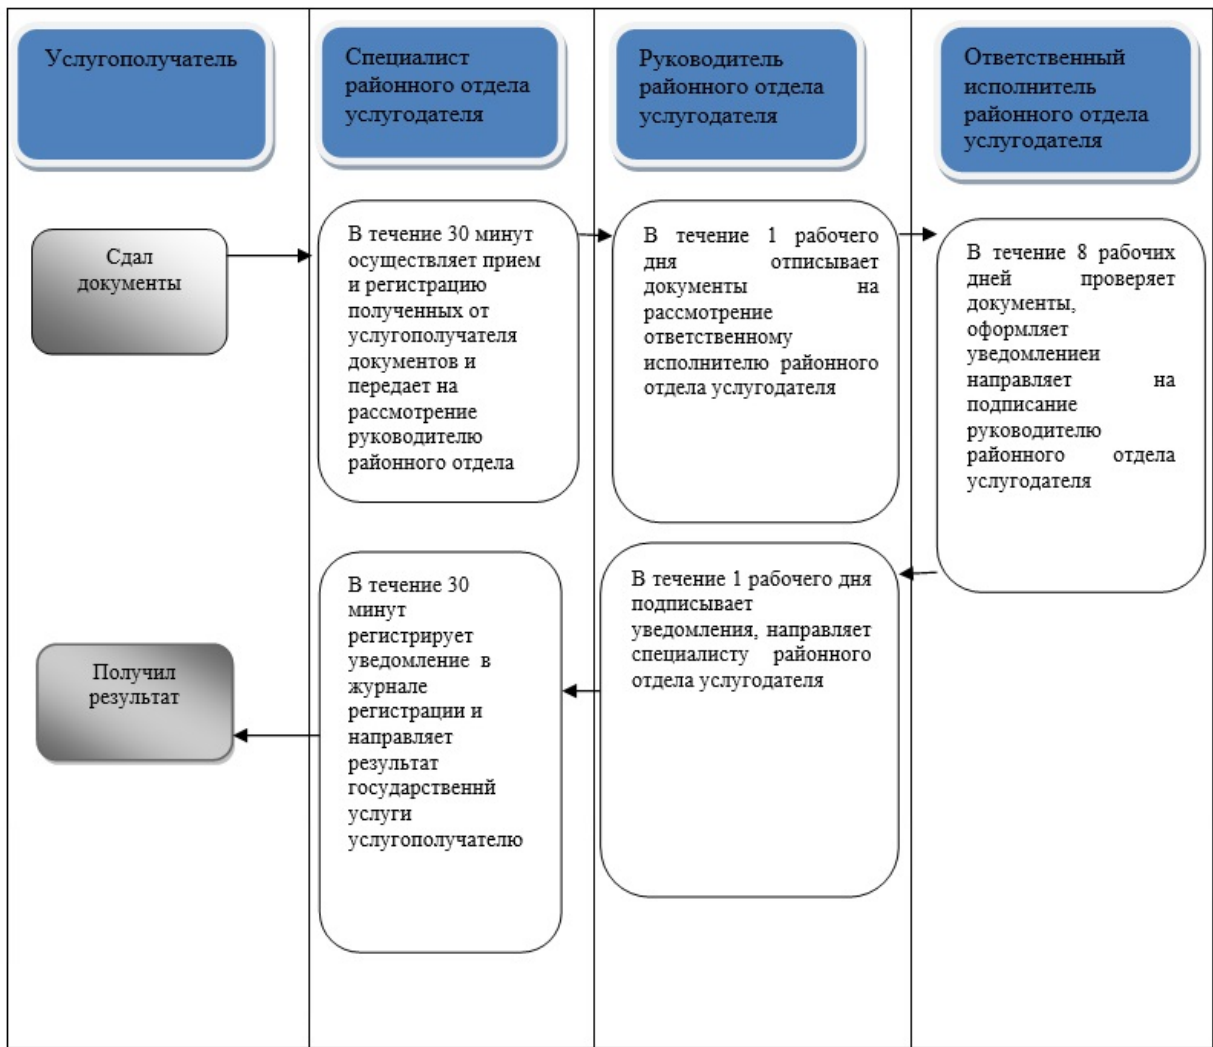 Услугополучатель
Специалист
районного отдела
услугодателя
Руководитель
районного отдела
услугодателя
Ответственный
исполнитель
районного отдела
услугодателя
Сдал
документы
В течение 30 минут
осуществляет прием
и регистрацию
полученных от
услугополучателя
документов и
передает на
рассмотрение
руководителю
районного отдела
В течение 1 рабочего
дня отписывает
документы на
рассмотрение
ответственному
исполнителю районного
отдела услугодателя
В течение 8 рабочих
дней проверяет
документы,
оформляет
уведомлениеи
направляет на
подписание
руководителю
районного отдела
услугодателя
В течение 1 рабочего дня
подписывает
уведомления, направляет
специалисту районного
отдела услугодателя
В течение 30
минут
регистрирует
уведомление в
журнале
регистрации и
направляет
результат
государственнй
услуги
услугополучателю
Получил
результат